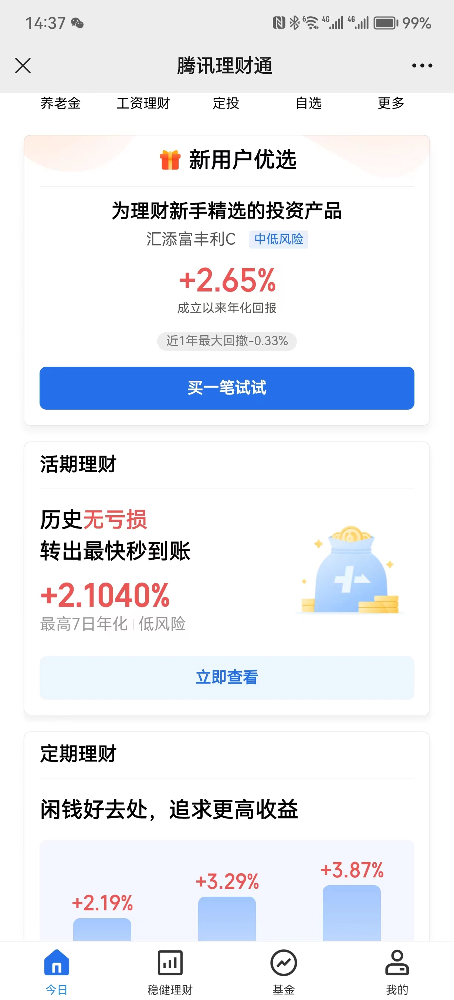 14:37
6 4G 4G 99%
腾讯理财通
养老金 工资理财 定投 自选 更多
新用户优选
为理财新手精选的投资产品
汇添富丰利C 中低风险
+2.65%
成立以来年化回报
近1年最大回撤-0.33%
买一笔试试
活期理财
历史无亏损
转出最快秒到账
+2.1040%
最高7日年化 | 低风险
立即查看
定期理财
闲钱好去处，追求更高收益
+2.19% +3.29% +3.87%
今日 稳健理财 基金 我的